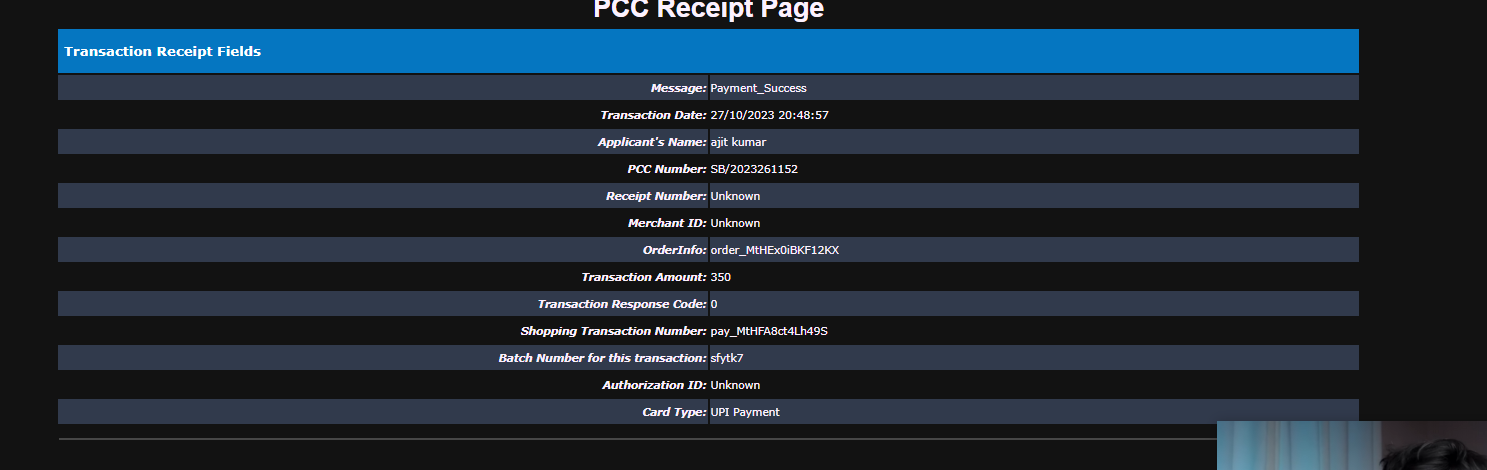 PCC Receipt Page
Transaction Receipt Fields
Message: Payment_Success
Transaction Date: 27/10/2023 20:48:57
Applicant's Name: ajit kumar
PCC Number: SB/2023261152
Receipt Number: Unknown
Merchant ID: Unknown
OrderInfo: order_MtHEx0iBKF12KX
Transaction Amount: 350
Transaction Response Code: 0
Shopping Transaction Number: pay_MtHFA8ct4Lh49S
Batch Number for this transaction: sfytk7
Authorization ID: Unknown
Card Type: UPI Payment